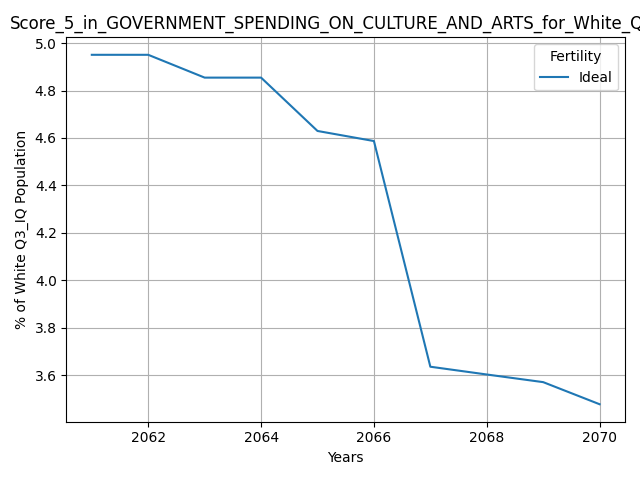 Score_5_in_GOVERNMENT_SPENDING_ON_CULTURE_AND_ARTS_for_White_Q
5.0
Fertility
Ideal
4.8
4.6
4.4
4.2
4.0
3.8
3.6
% of White Q3_IQ Population
2062 2064 2066 2068 2070
Years